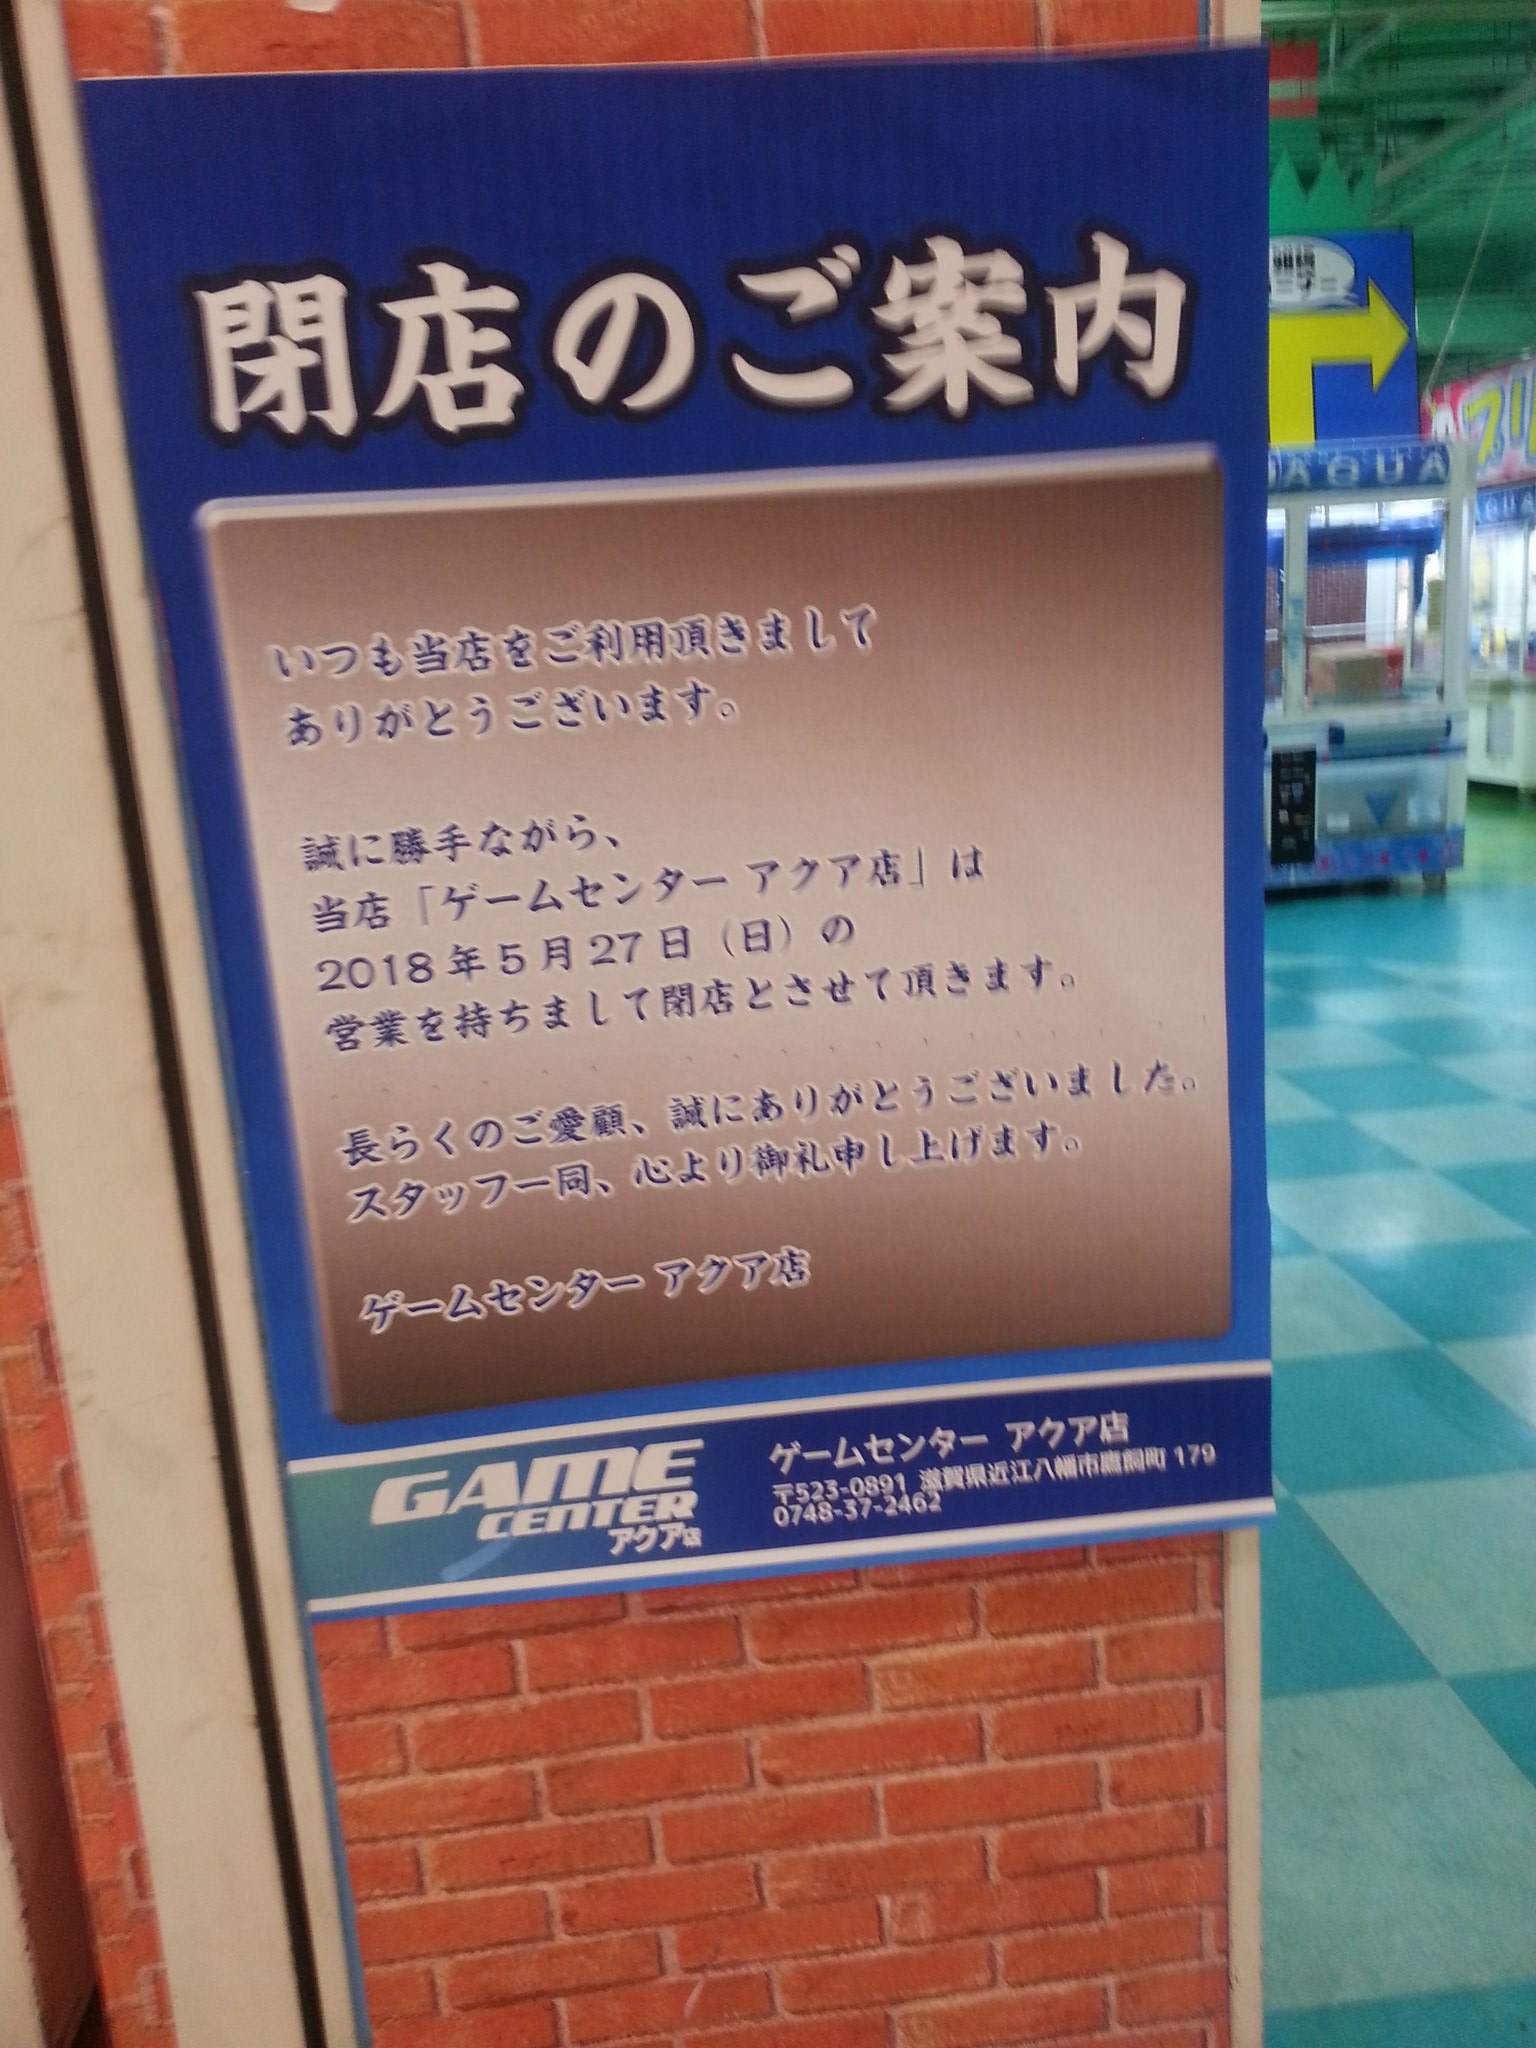 閉店のご案内
いつも当店をご利用頂きまして
ありがとうございます。
誠に勝手ながら、
当店「ゲームセンター アクア店」は
2018年5月27日（日）の
営業を持ちまして閉店とさせて頂きます。
長らくのご愛顧、誠にありがとうございました。
スタッフ一同、心より御礼申し上げます。
ゲームセンター アクア店
GAME
CENTER
アクア店
ゲームセンター アクア店
〒523-0891 滋賀県近江八幡市鷹飼町 179
0748-37-2462
AQUA
AQUA